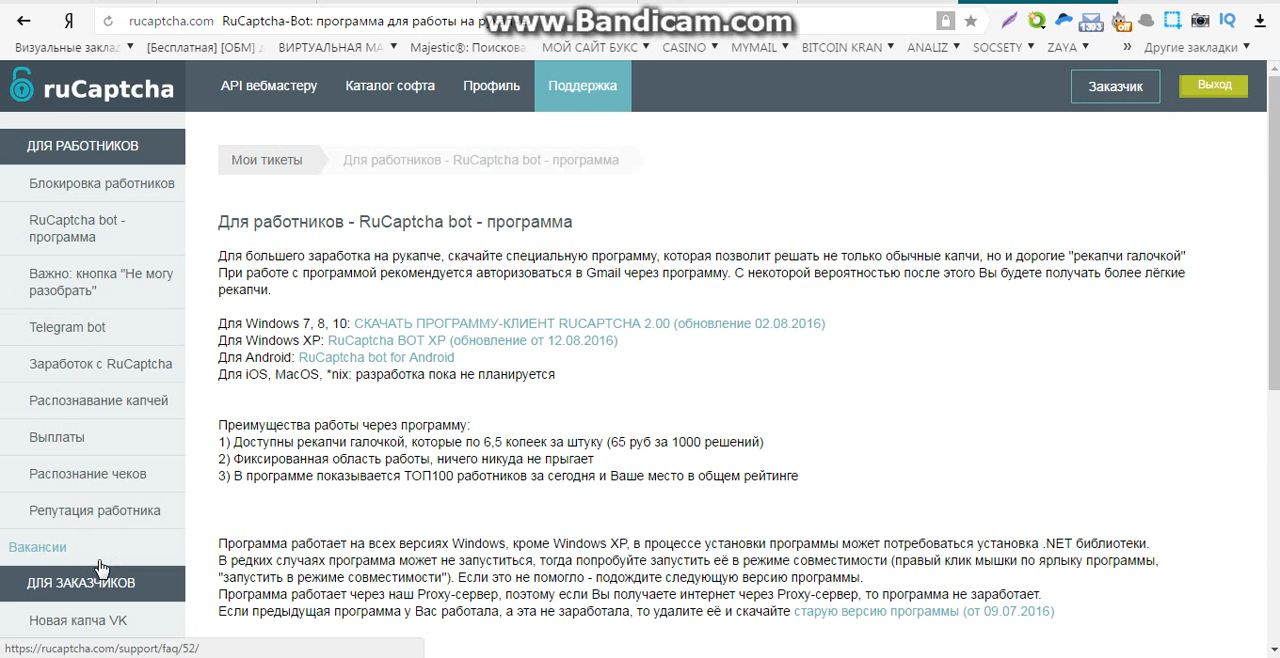 Я
rucaptcha.com RuCaptcha-Bot: программа для работы на
www.Bandicam.com
1393
off
IQ
Визуальные заклад
[Бесплатная] [ОБМ]
ВИРТУАЛЬНАЯ МА
Majestic®: Поискова
МОЙ САЙТ БУКС
CASINO
MYMAIL
BITCOIN KRAN
ANALIZ
SOCSETY
ZAYA
»
Другие закладки
ruCaptcha
API вебмастеру
Каталог софта
Профиль
Поддержка
Заказчик
Выход
ДЛЯ РАБОТНИКОВ
Блокировка работников
RuCaptcha bot -
программа
Важно: кнопка "Не могу
разобрать"
Telegram bot
Заработок с RuCaptcha
Распознавание капчей
Выплаты
Распознание чеков
Репутация работника
Вакансии
ДЛЯ ЗАКАЗЧИКОВ
Новая капча VK
Мои тикеты
Для работников - RuCaptcha bot - программа
Для работников - RuCaptcha bot - программа
Для большего заработка на рукапче, скачайте специальную программу, которая позволит решать не только обычные капчи, но и дорогие "рекапчи галочкой"
При работе с программой рекомендуется авторизоваться в Gmail через программу. С некоторой вероятностью после этого Вы будете получать более лёгкие
рекапчи.
Для Windows 7, 8, 10: СКАЧАТЬ ПРОГРАММУ-КЛИЕНТ RUCAPTCHA 2.00 (обновление 02.08.2016)
Для Windows XP: RuCaptcha BOT XP (обновление от 12.08.2016)
Для Android: RuCaptcha bot for Android
Для iOS, MacOS, *nix: разработка пока не планируется
Преимущества работы через программу:
1) Доступны рекапчи галочкой, которые по 6,5 копеек за штуку (65 руб за 1000 решений)
2) Фиксированная область работы, ничего никуда не прыгает
3) В программе показывается ТОП100 работников за сегодня и Ваше место в общем рейтинге
Программа работает на всех версиях Windows, кроме Windows XP, в процессе установки программы может потребоваться установка .NET библиотеки.
В редких случаях программа может не запуститься, тогда попробуйте запустить её в режиме совместимости (правый клик мышки по ярлыку программы,
"запустить в режиме совместимости"). Если это не помогло - подождите следующую версию программы.
Программа работает через наш Proxy-сервер, поэтому если Вы получаете интернет через Proxy-сервер, то программа не заработает.
Если предыдущая программа у Вас работала, а эта не заработала, то удалите её и скачайте старую версию программы (от 09.07.2016)
https://rucaptcha.com/support/faq/52/